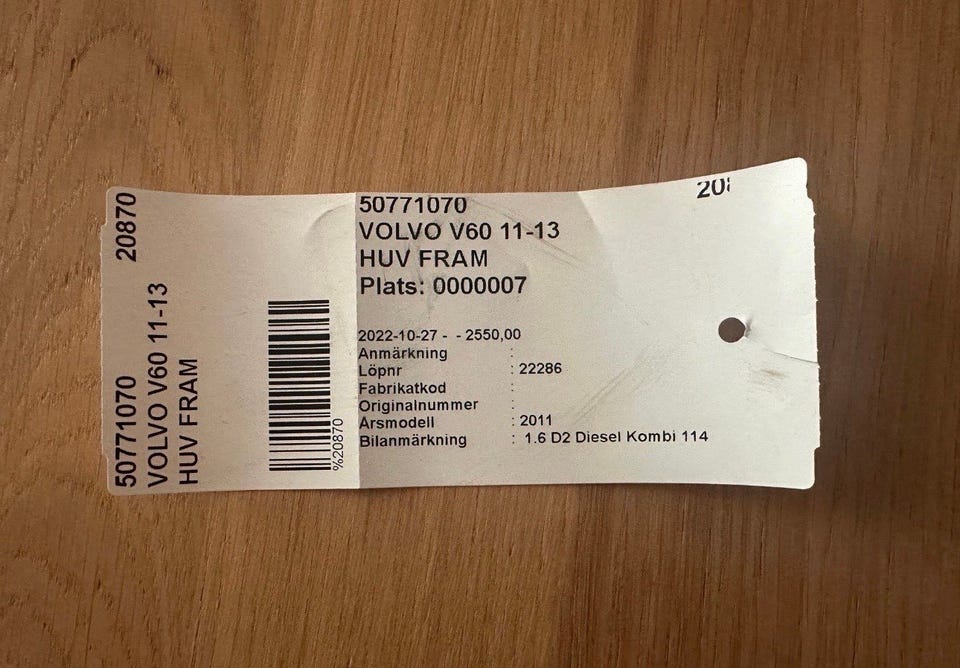 20870
50771070
VOLVO V60 11-13
HUV FRAM
%20870
50771070
VOLVO V60 11-13
HUV FRAM
Plats: 0000007
2022-10-27 - - 2550,00
Anmärkning :
Löpnr : 22286
Fabrikatkod :
Originalnummer :
Årsmodell : 2011
Bilanmärkning : 1.6 D2 Diesel Kombi 114